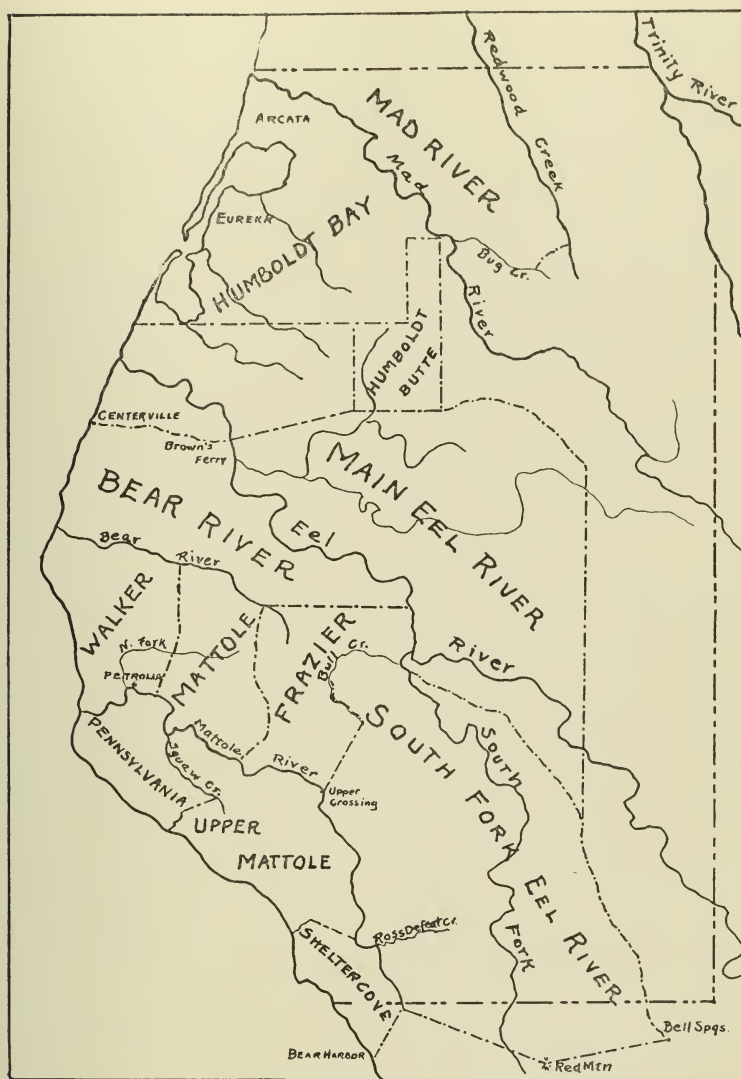 Trinity River
Redwood Creek
MAD RIVER
ARCATA
Mad
River
EUREKA
HUMBOLDT BAY
Bug Cr.
HUMBOLDT
BUTTE
CENTERVILLE
Brown's
Ferry
MAIN EEL RIVER
BEAR RIVER
Eel
River
Bear
River
WALKER
MATTOLE
FRAZIER
Bull
Cr.
N. FORK
PETROLIA
SOUTH FORK
EEL RIVER
South
Fork
PENNSYLVANIA
Squaw Cr.
Mattole
River
Upper
Crossing
UPPER
MATTOLE
Ross Defeat Cr.
SHELTER COVE
BEAR HARBOR
Red Mtn
Bell Spgs.